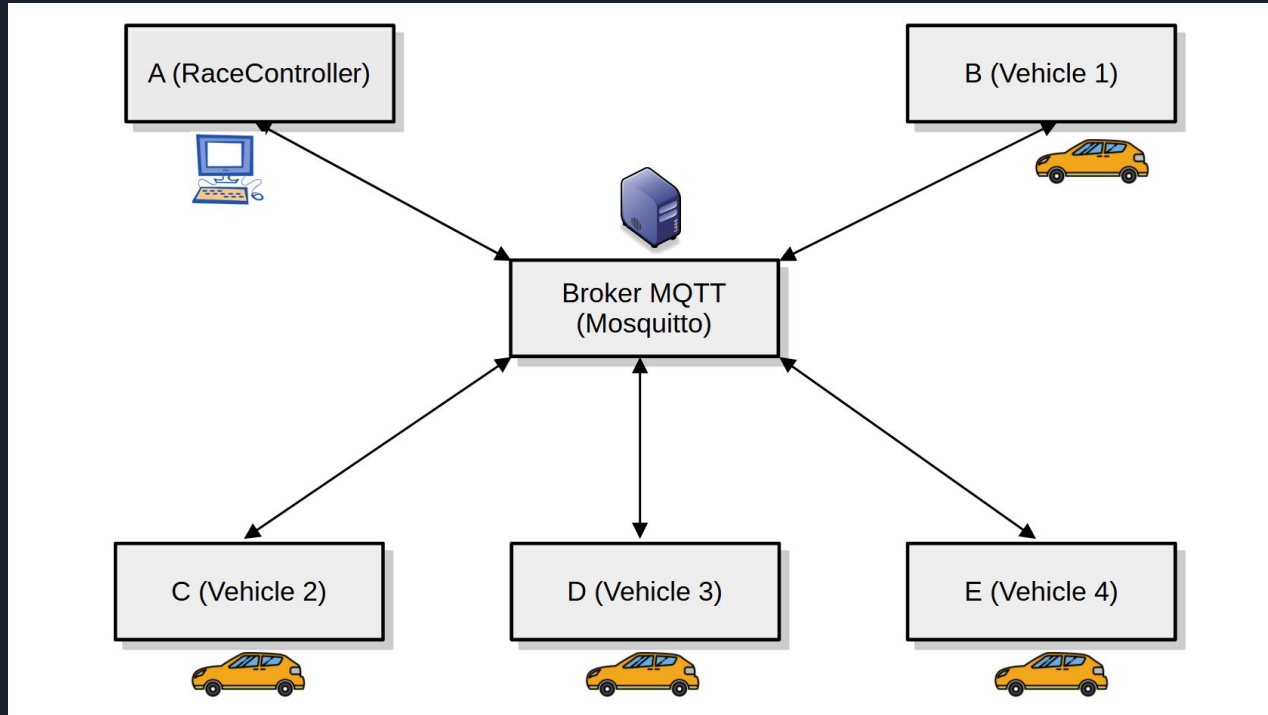 A (RaceController)
B (Vehicle 1)
Broker MQTT
(Mosquitto)
C (Vehicle 2)
D (Vehicle 3)
E (Vehicle 4)